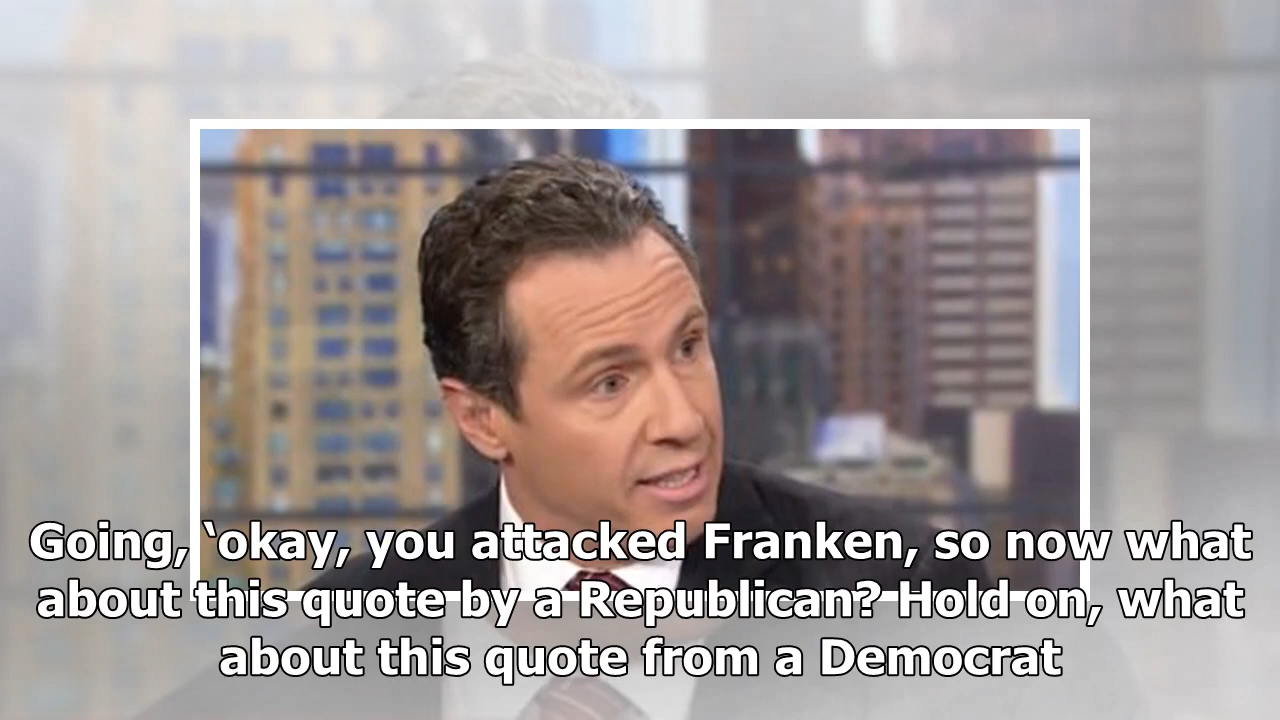 Going, ‘okay, you attacked Franken, so now what
about this quote by a Republican? Hold on, what
about this quote from a Democrat